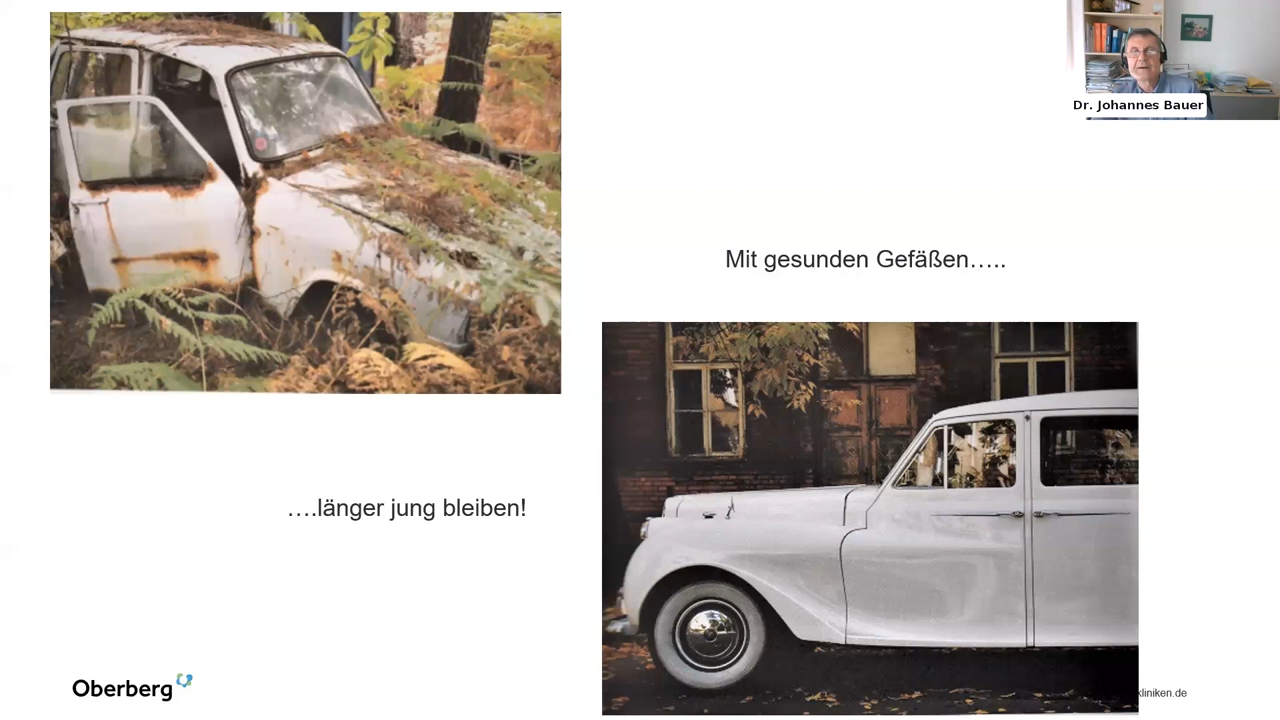 Dr. Johannes Bauer
Mit gesunden Gefäßen…..
….länger jung bleiben!
Oberberg
kliniken.de